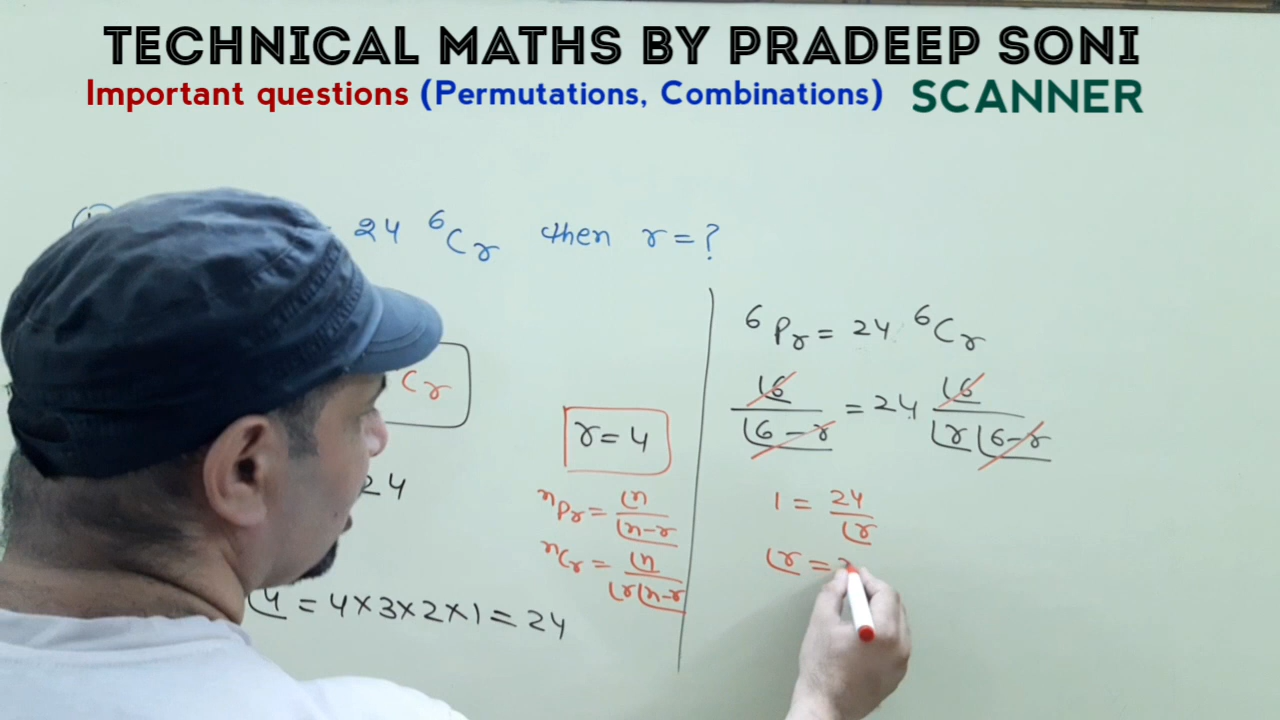 TECHNICAL MATHS BY PRADEEP SONI
Important questions (Permutations, Combinations) SCANNER
24 ⁶Cr then r = ?
Cr
24
⌊4 = 4×3×2×1 = 24
r = 4
ⁿPr = ⌊n / ⌊n-r
ⁿCr = ⌊n / ⌊r ⌊n-r
⁶Pr = 24 ⁶Cr
⌊6 / ⌊6-r = 24 ⌊6 / ⌊r ⌊6-r
1 = 24 / ⌊r
⌊r =